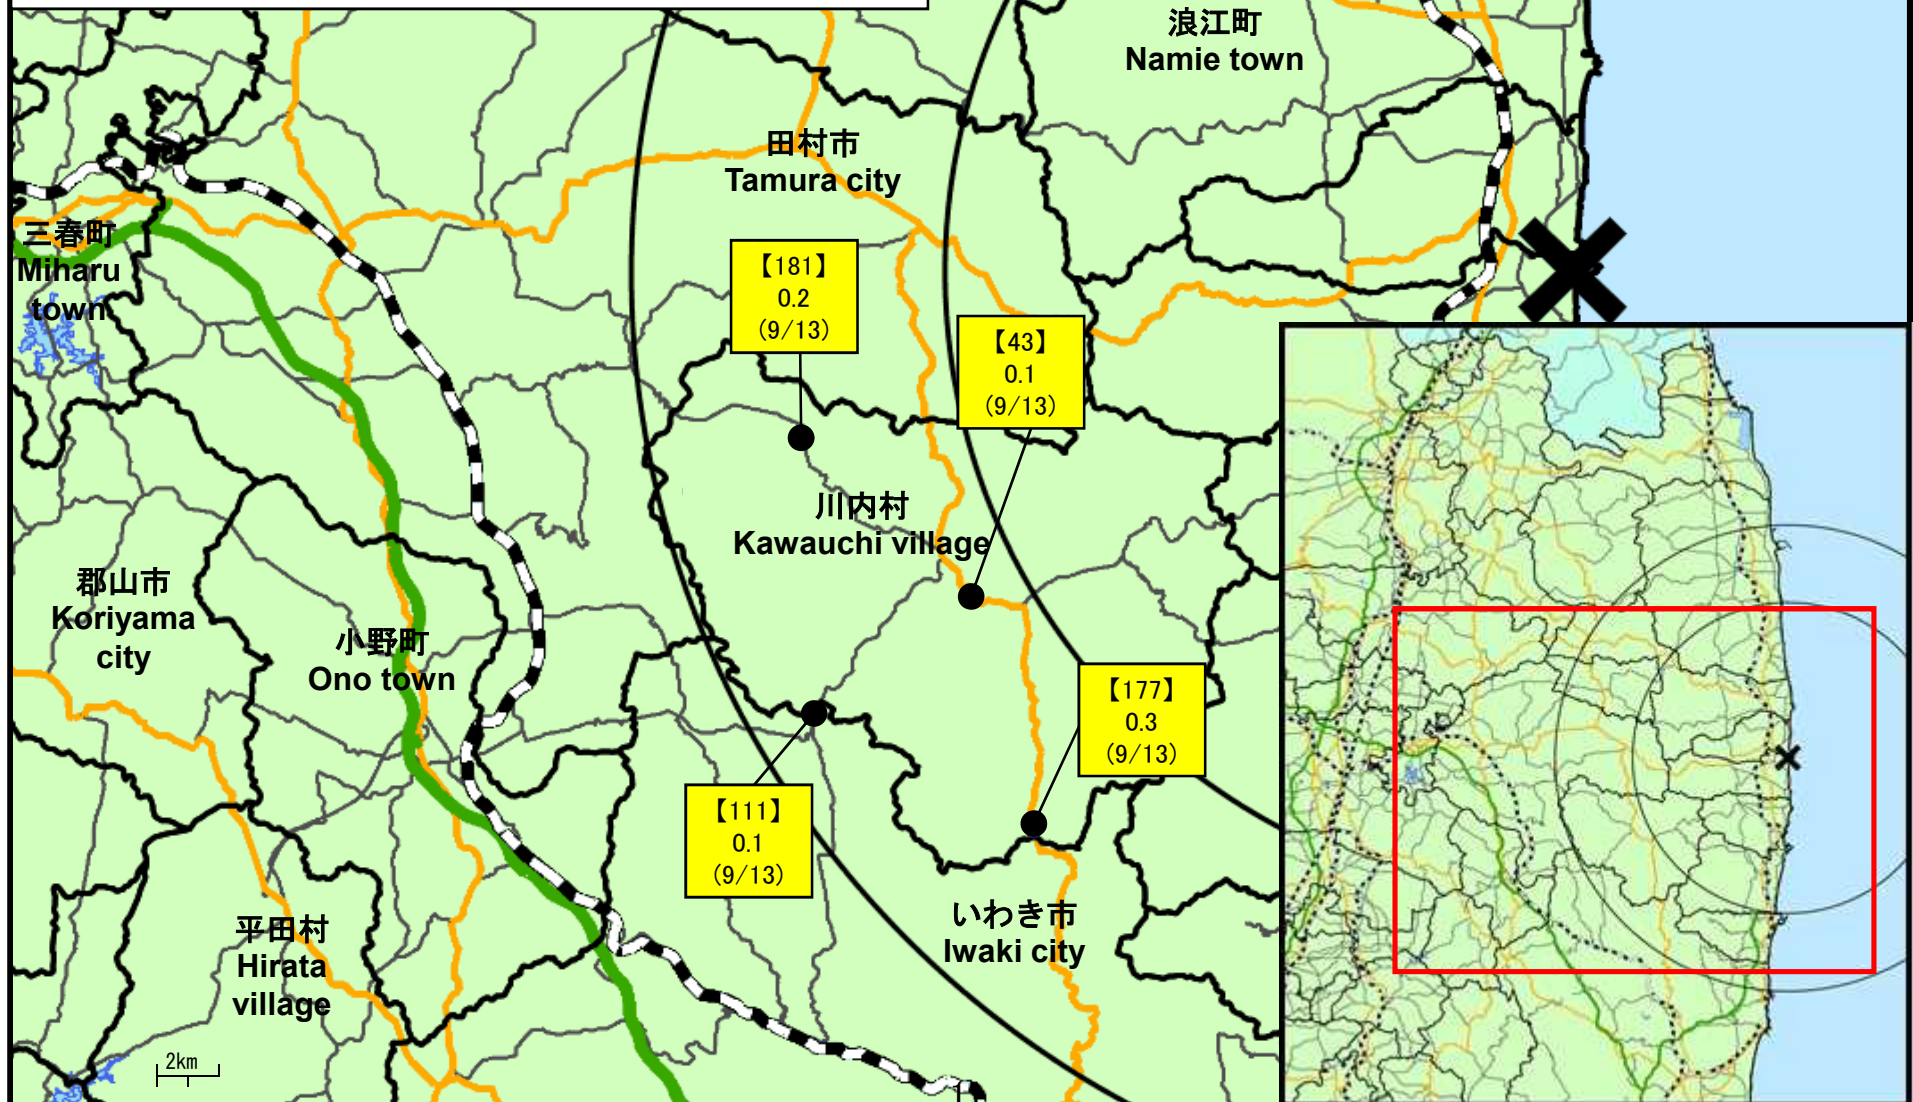 浪江町
Namie town
田村市
Tamura city
三春町
Miharu
town
【181】
0.2
(9/13)
【43】
0.1
(9/13)
川内村
Kawauchi village
郡山市
Koriyama
city
小野町
Ono town
【177】
0.3
(9/13)
【111】
0.1
(9/13)
いわき市
Iwaki city
平田村
Hirata
village
2km